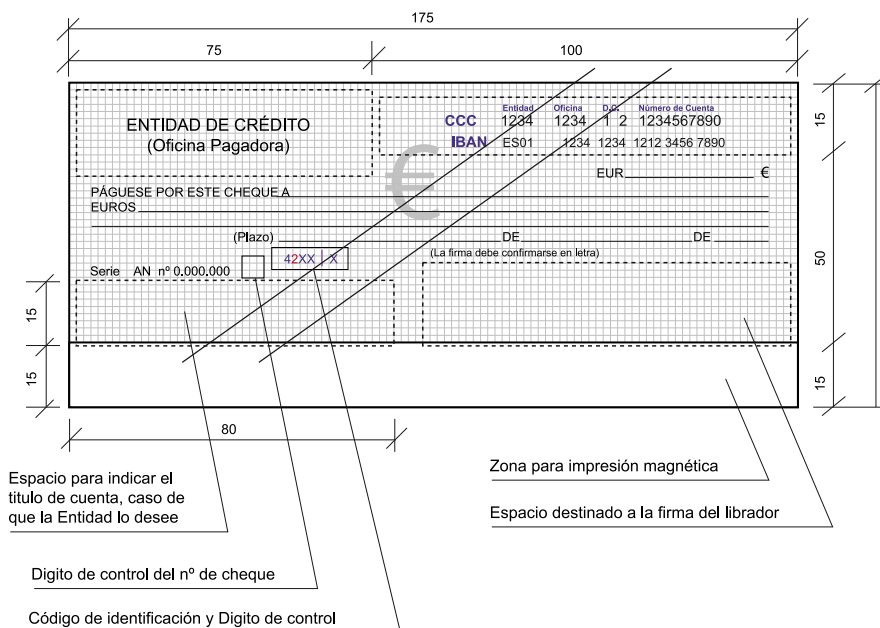 175
75
100
ENTIDAD DE CRÉDITO
(Oficina Pagadora)
Entidad Oficina D.C. Número de Cuenta
CCC 1234 1234 1 2 1234567890
IBAN ES01 1234 1234 1212 3456 7890
15
€
EUR €
PÁGUESE POR ESTE CHEQUE A
EUROS
(Plazo) DE DE
(La firma debe confirmarse en letra)
42XX X
Serie AN nº 0.000.000
50
15
15
15
80
Zona para impresión magnética
Espacio para indicar el
titulo de cuenta, caso de
que la Entidad lo desee
Espacio destinado a la firma del librador
Digito de control del nº de cheque
Código de identificación y Digito de control